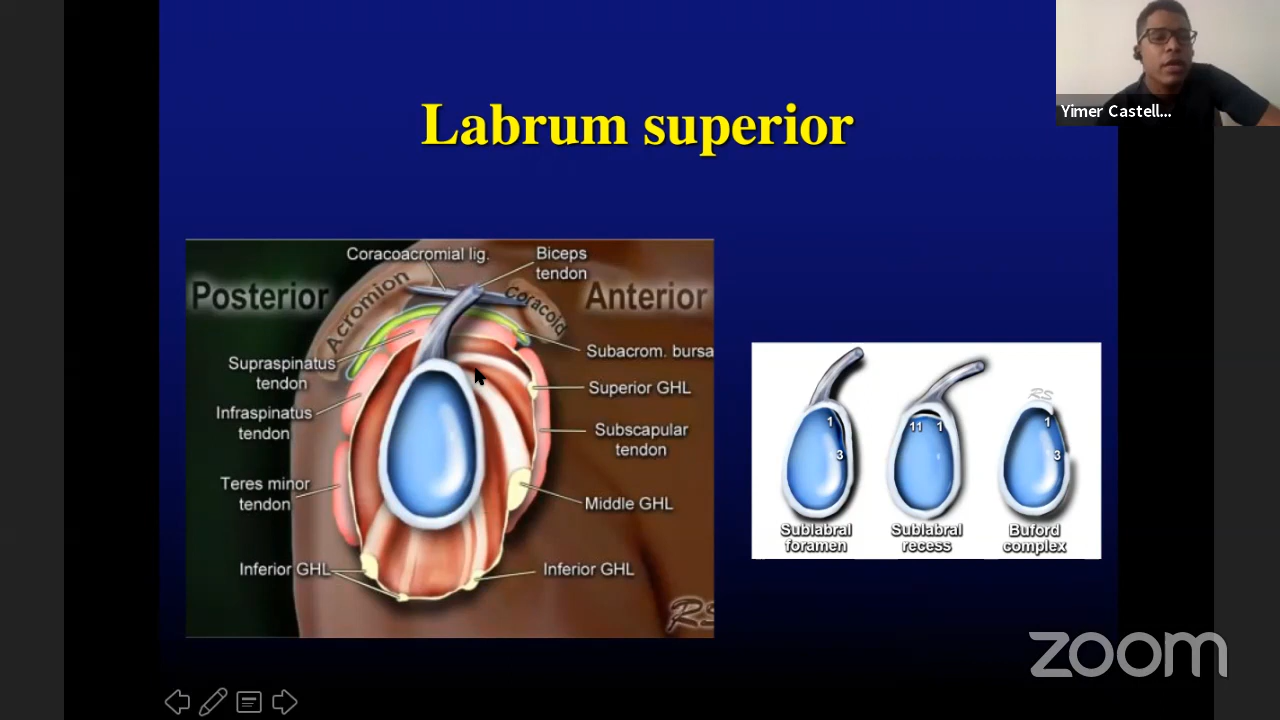 Yimer Castell...
Labrum superior
Coracoacromial lig.
Biceps
tendon
Posterior
Acromion
Coracoid
Anterior
Supraspinatus
tendon
Subacrom. bursa
Superior GHL
Infraspinatus
tendon
Subscapular
tendon
Teres minor
tendon
Middle GHL
Inferior GHL
Inferior GHL
RS
RS
1
3
11 1
1
3
Sublabral
foramen
Sublabral
recess
Buford
complex
zoom